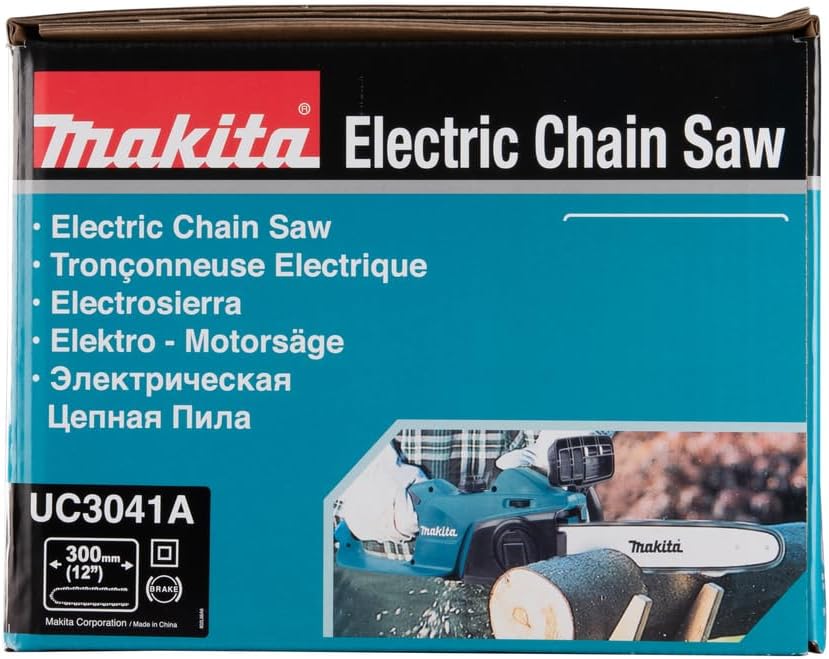 makita®
Electric Chain Saw
· Electric Chain Saw
· Tronçonneuse Electrique
· Electrosierra
· Elektro - Motorsäge
· Электрическая
Цепная Пила
UC3041A
300mm
(12")
BRAKE
Makita Corporation / Made in China
makita
makita